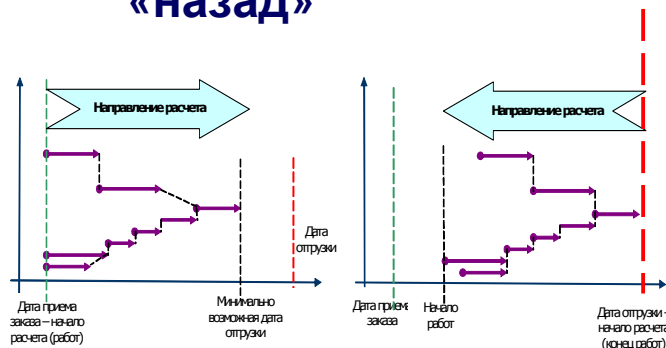 «назад»
Направление расчета
Направление расчета
Дата
отгрузки
Дата приема
заказа – начало
расчета (работ)
Минимально
возможная дата
отгрузки
Дата прием
заказа
Начало
работ
Дата отгрузки -
начало расчета
(конец работ)